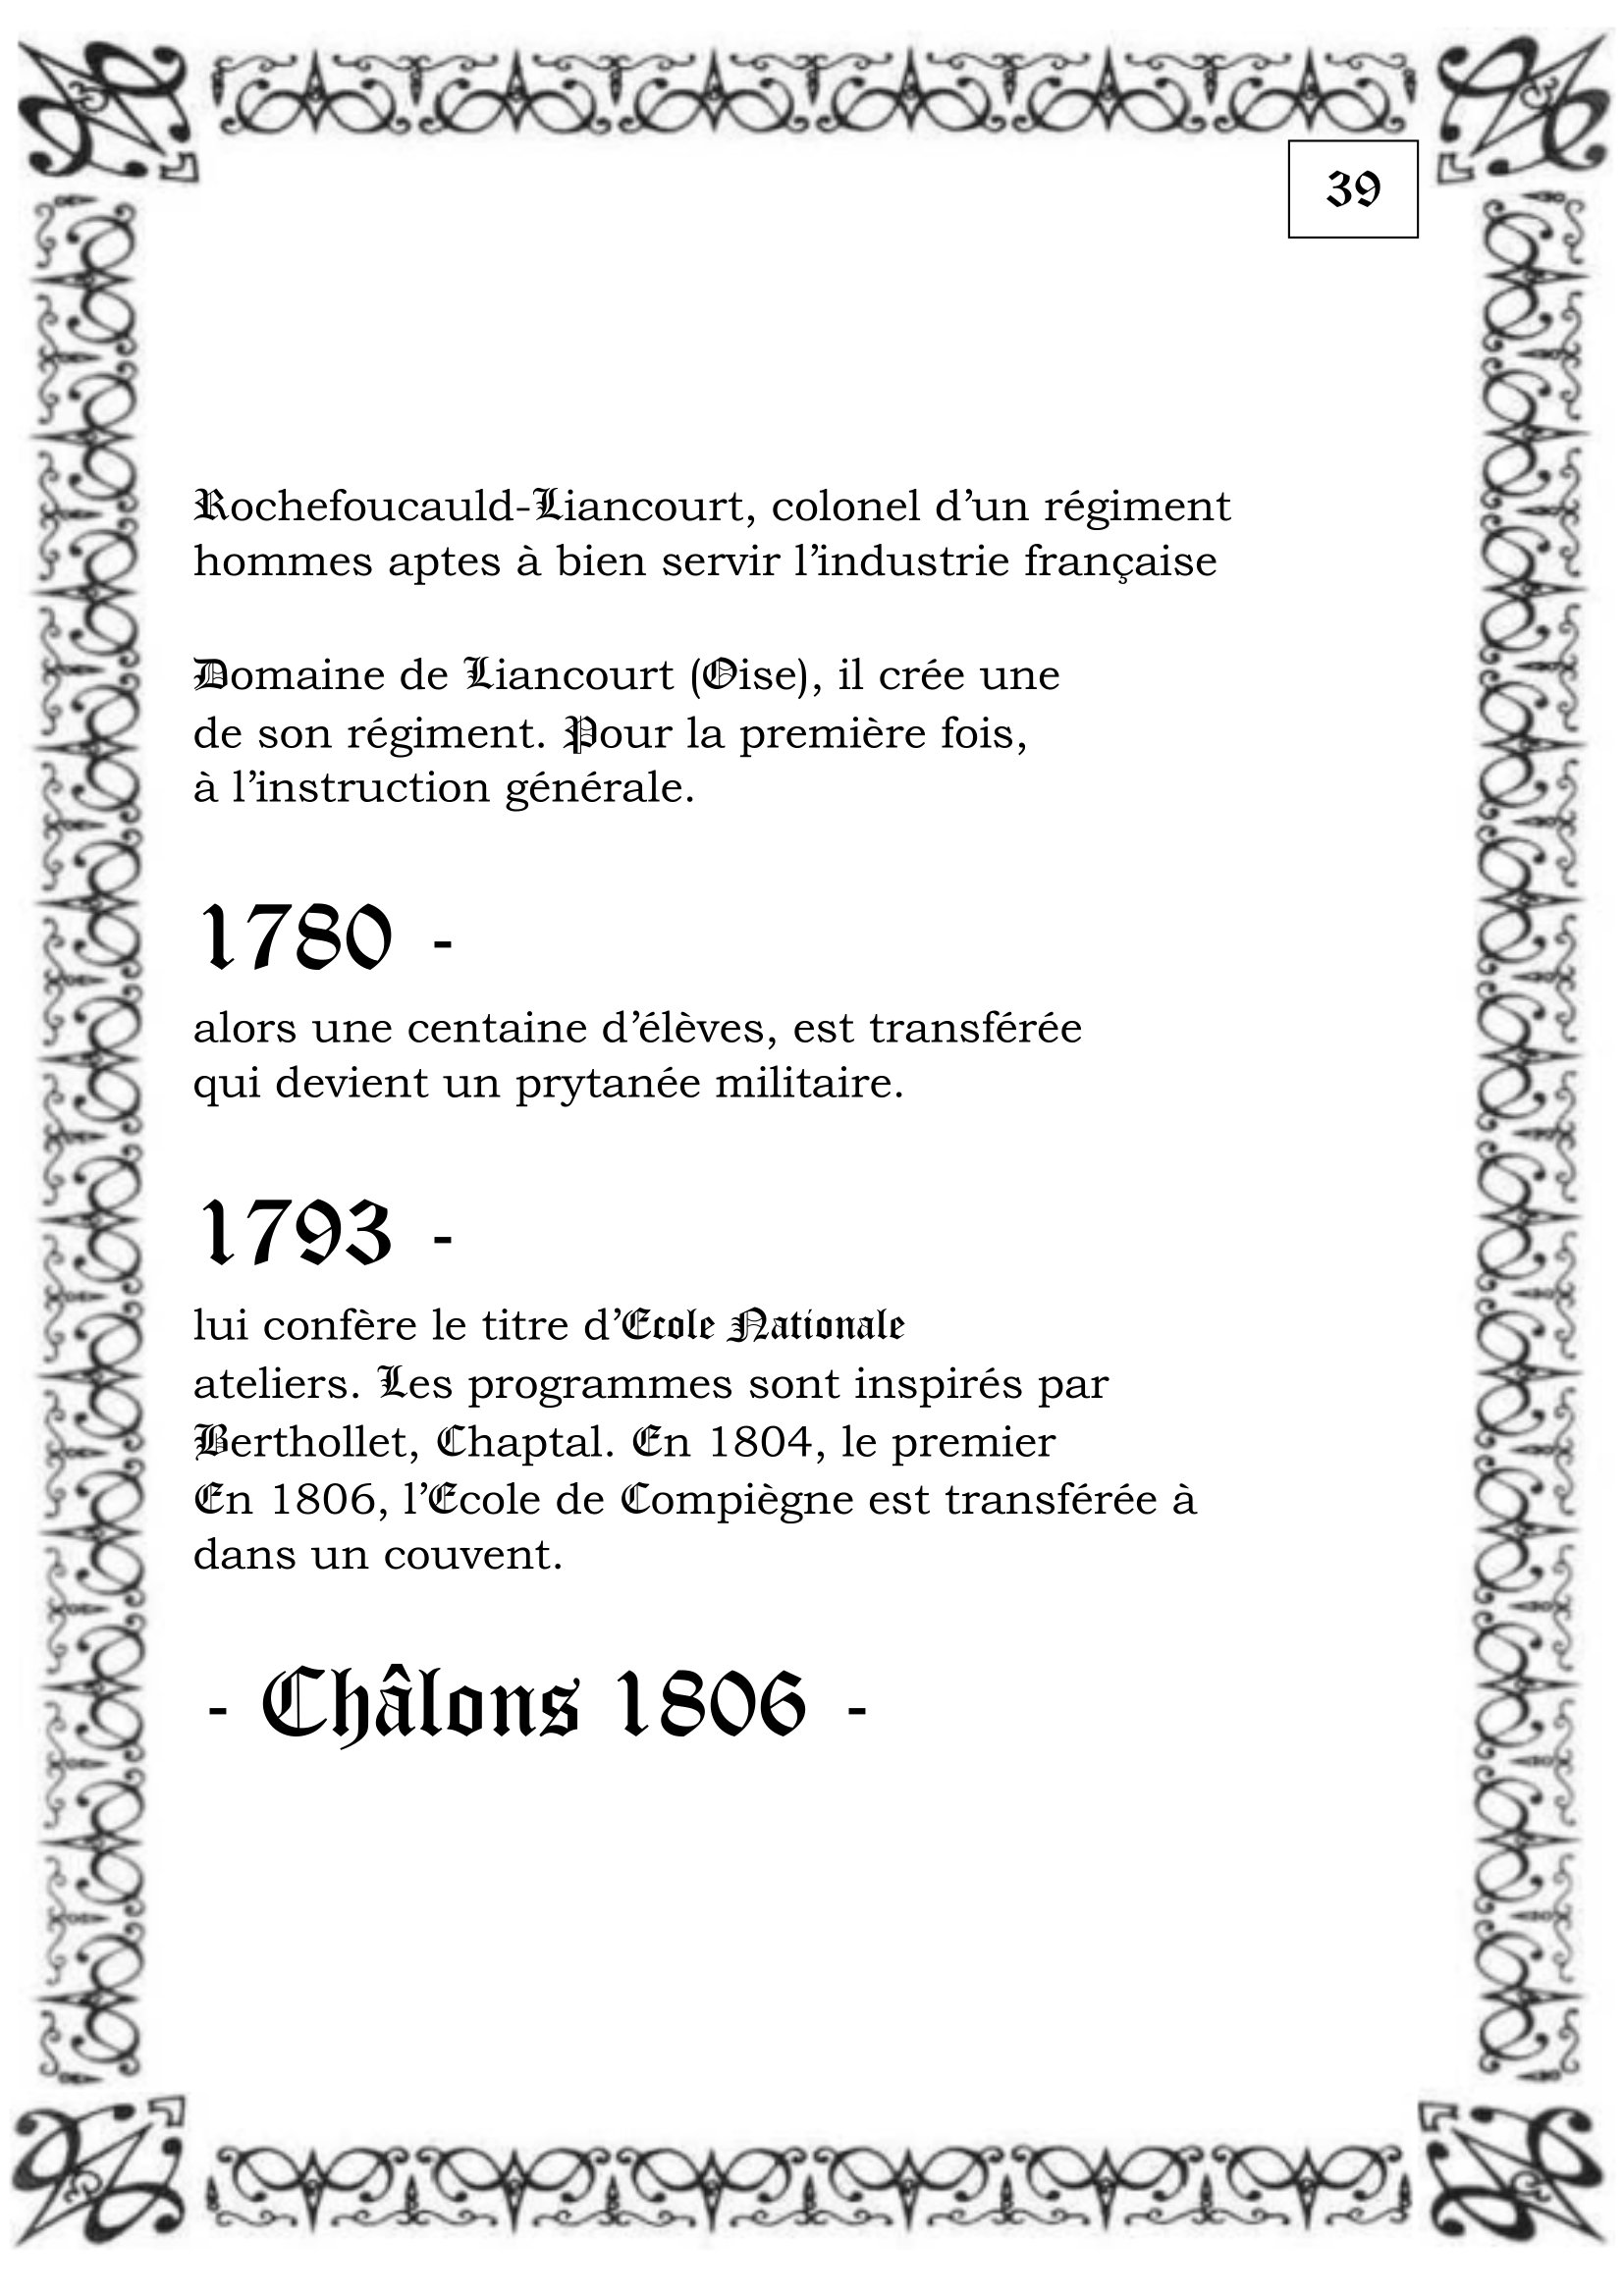 39
Rochefoucauld-Liancourt, colonel d’un régiment
hommes aptes à bien servir l’industrie française
Domaine de Liancourt (Oise), il crée une
de son régiment. Pour la première fois,
à l’instruction générale.
1780 -
alors une centaine d’élèves, est transférée
qui devient un prytanée militaire.
1793 -
lui confère le titre d’Ecole Nationale
ateliers. Les programmes sont inspirés par
Berthollet, Chaptal. En 1804, le premier
En 1806, l’Ecole de Compiègne est transférée à
dans un couvent.
- Châlons 1806 -